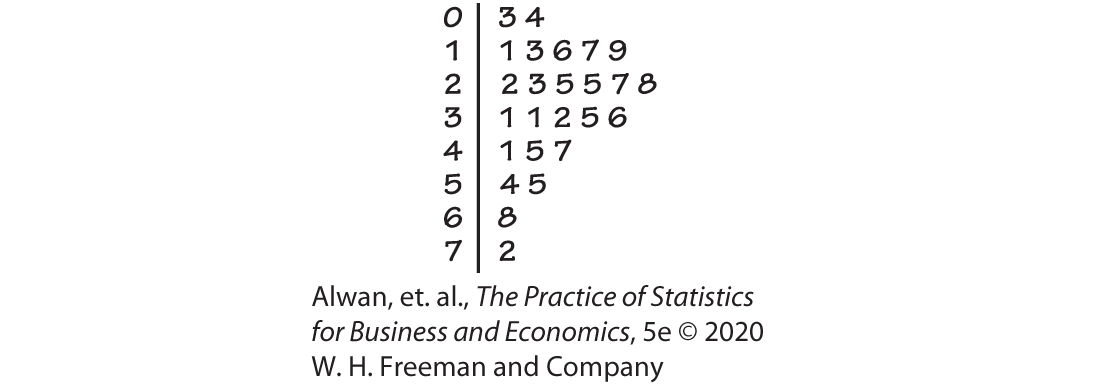 0 | 3 4
1 | 1 3 6 7 9
2 | 2 3 5 5 7 8
3 | 1 1 2 5 6
4 | 1 5 7
5 | 4 5
6 | 8
7 | 2
Alwan, et. al., The Practice of Statistics
for Business and Economics, 5e © 2020
W. H. Freeman and Company